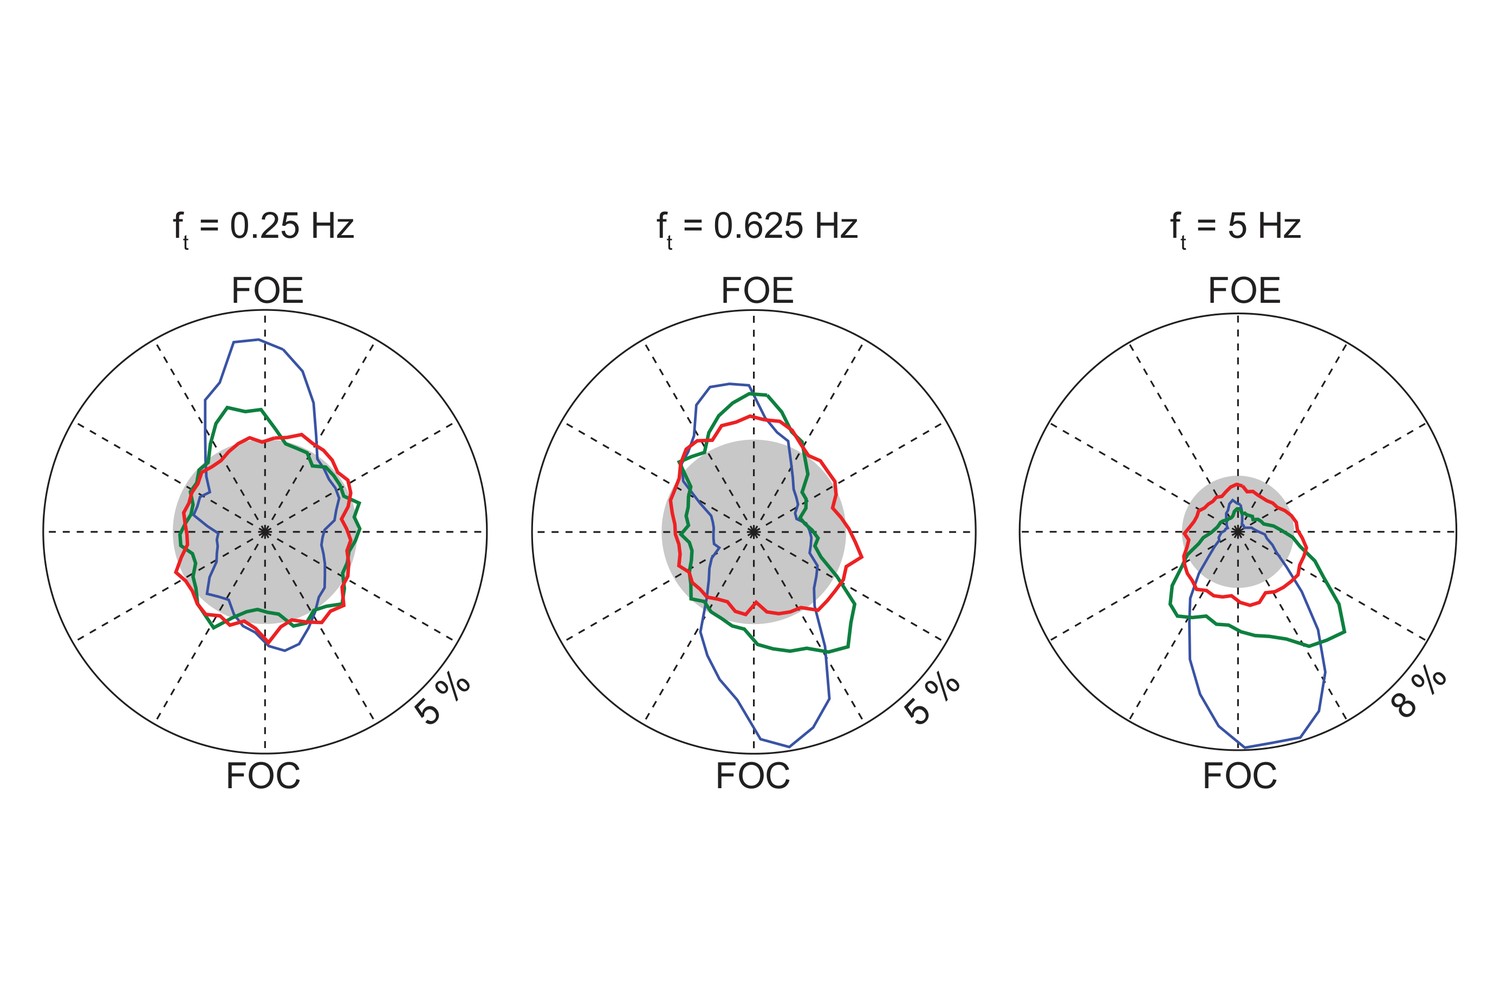 ft = 0.25 Hz
FOE
5 %
FOC
ft = 0.625 Hz
FOE
5 %
FOC
ft = 5 Hz
FOE
8 %
FOC